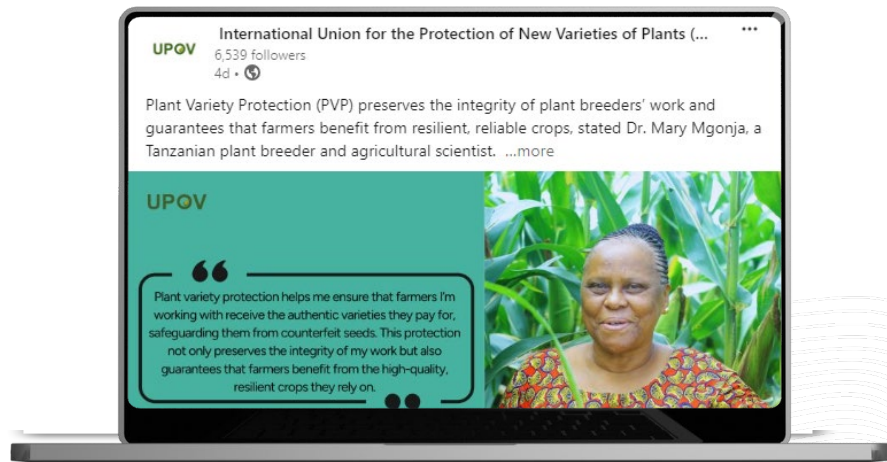 UPOV
International Union for the Protection of New Varieties of Plants (...
6,539 followers
4d •
Plant Variety Protection (PVP) preserves the integrity of plant breeders' work and
guarantees that farmers benefit from resilient, reliable crops, stated Dr. Mary Mgonja, a
Tanzanian plant breeder and agricultural scientist. ...more
UPOV
Plant variety protection helps me ensure that farmers I'm
working with receive the authentic varieties they pay for,
safeguarding them from counterfeit seeds. This protection
not only preserves the integrity of my work but also
guarantees that farmers benefit from the high-quality,
resilient crops they rely on.